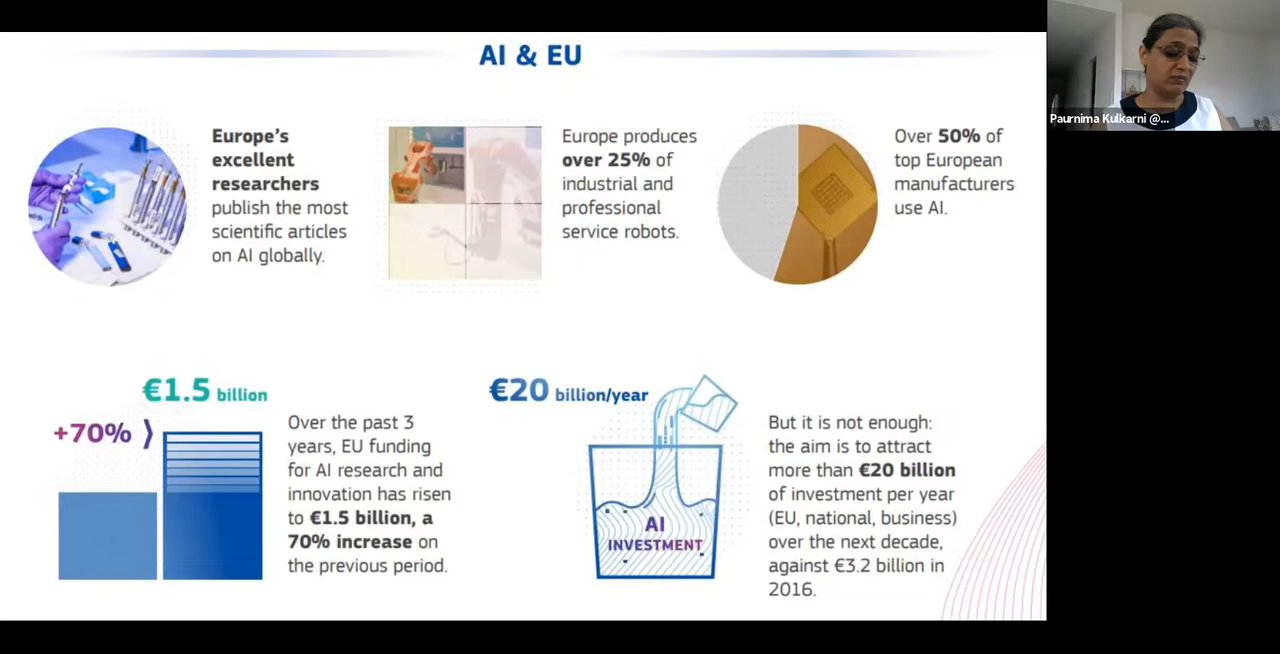 AI & EU
Europe's
excellent
researchers
publish the most
scientific articles
on AI globally.
Europe produces
over 25% of
industrial and
professional
service robots.
Over 50% of
top European
manufacturers
use AI.
€1.5 billion
+70%
Over the past 3
years, EU funding
for AI research and
innovation has risen
to €1.5 billion, a
70% increase on
the previous period.
€20 billion/year
AI
INVESTMENT
But it is not enough:
the aim is to attract
more than €20 billion
of investment per year
(EU, national, business)
over the next decade,
against €3.2 billion in
2016.
Paurnima Kulkarni @...